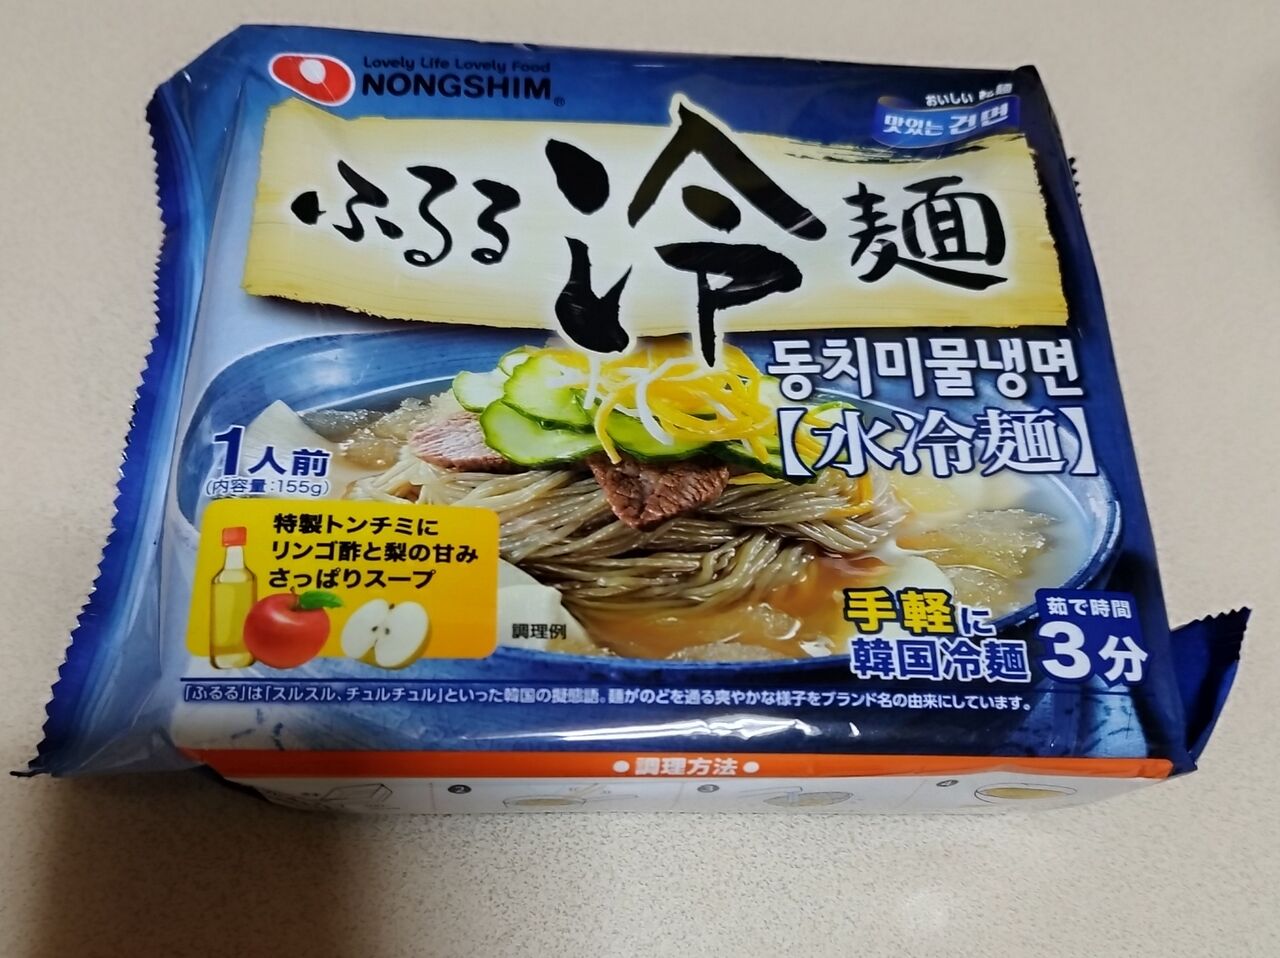 Lovely Life Lovely Food
NONGSHIM®
おいしい 乾麺
맛있는 건면
ふるる冷麺
동치미물냉면
【水冷麺】
1人前
(内容量:155g)
特製トンチミに
リンゴ酢と梨の甘み
さっぱりスープ
調理例
手軽に
韓国冷麺
茹で時間
3分
「ふるる」は「スルスル、チュルチュル」といった韓国の擬態語。麺がのどを通る爽やかな様子をブランド名の由来にしています。
●調理方法●
2
3
4